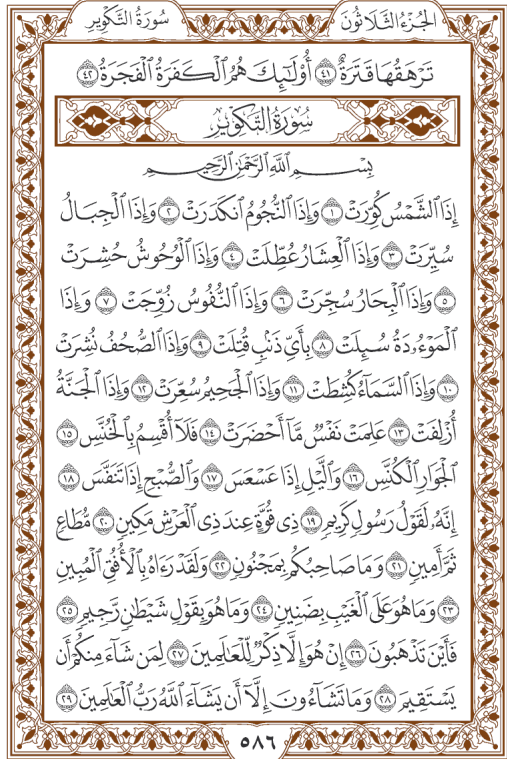 الجُزْءُ الثَّلَاثُونَ
سُورَةُ التَّكْوِيرِ
تَرْهَقُهَا قَتَرَةٌ ٤١ أُوْلَٰٓئِكَ هُمُ ٱلْكَفَرَةُ ٱلْفَجَرَةُ ٤٢
سُورَةُ التَّكْوِيرِ
بِسْمِ ٱللَّهِ ٱلرَّحْمَٰنِ ٱلرَّحِيمِ
إِذَا ٱلشَّمْسُ كُوِّرَتْ ١ وَإِذَا ٱلنُّجُومُ ٱنكَدَرَتْ ٢ وَإِذَا ٱلْجِبَالُ
سُيِّرَتْ ٣ وَإِذَا ٱلْعِشَارُ عُطِّلَتْ ٤ وَإِذَا ٱلْوُحُوشُ حُشِرَتْ
٥ وَإِذَا ٱلْبِحَارُ سُجِّرَتْ ٦ وَإِذَا ٱلنُّفُوسُ زُوِّجَتْ ٧ وَإِذَا
ٱلْمَوْءُۥدَةُ سُئِلَتْ ٨ بِأَيِّ ذَنۢبٍ قُتِلَتْ ٩ وَإِذَا ٱلصُّحُفُ نُشِرَتْ
١٠ وَإِذَا ٱلسَّمَآءُ كُشِطَتْ ١١ وَإِذَا ٱلْجَحِيمُ سُعِّرَتْ ١٢ وَإِذَا ٱلْجَنَّةُ
أُزْلِفَتْ ١٣ عَلِمَتْ نَفْسٌ مَّآ أَحْضَرَتْ ١٤ فَلَآ أُقْسِمُ بِٱلْخُنَّسِ ١٥
ٱلْجَوَارِ ٱلْكُنَّسِ ١٦ وَٱلَّيْلِ إِذَا عَسْعَسَ ١٧ وَٱلصُّبْحِ إِذَا تَنَفَّسَ ١٨
إِنَّهُۥ لَقَوْلُ رَسُولٍ كَرِيمٍ ١٩ ذِي قُوَّةٍ عِندَ ذِي ٱلْعَرْشِ مَكِينٍ ٢٠ مُّطَاعٍ
ثَمَّ أَمِينٍ ٢١ وَمَا صَاحِبُكُم بِمَجْنُونٍ ٢٢ وَلَقَدْ رَءَاهُ بِٱلْأُفُقِ ٱلْمُبِينِ
٢٣ وَمَا هُوَ عَلَى ٱلْغَيْبِ بِضَنِينٍ ٢٤ وَمَا هُوَ بِقَوْلِ شَيْطَٰنٍ رَّجِيمٍ ٢٥
فَأَيْنَ تَذْهَبُونَ ٢٦ إِنْ هُوَ إِلَّا ذِكْرٌ لِّلْعَٰلَمِينَ ٢٧ لِمَن شَآءَ مِنكُمْ أَن
يَسْتَقِيمَ ٢٨ وَمَا تَشَآءُونَ إِلَّآ أَن يَشَآءَ ٱللَّهُ رَبُّ ٱلْعَٰلَمِينَ ٢٩
٥٨٦